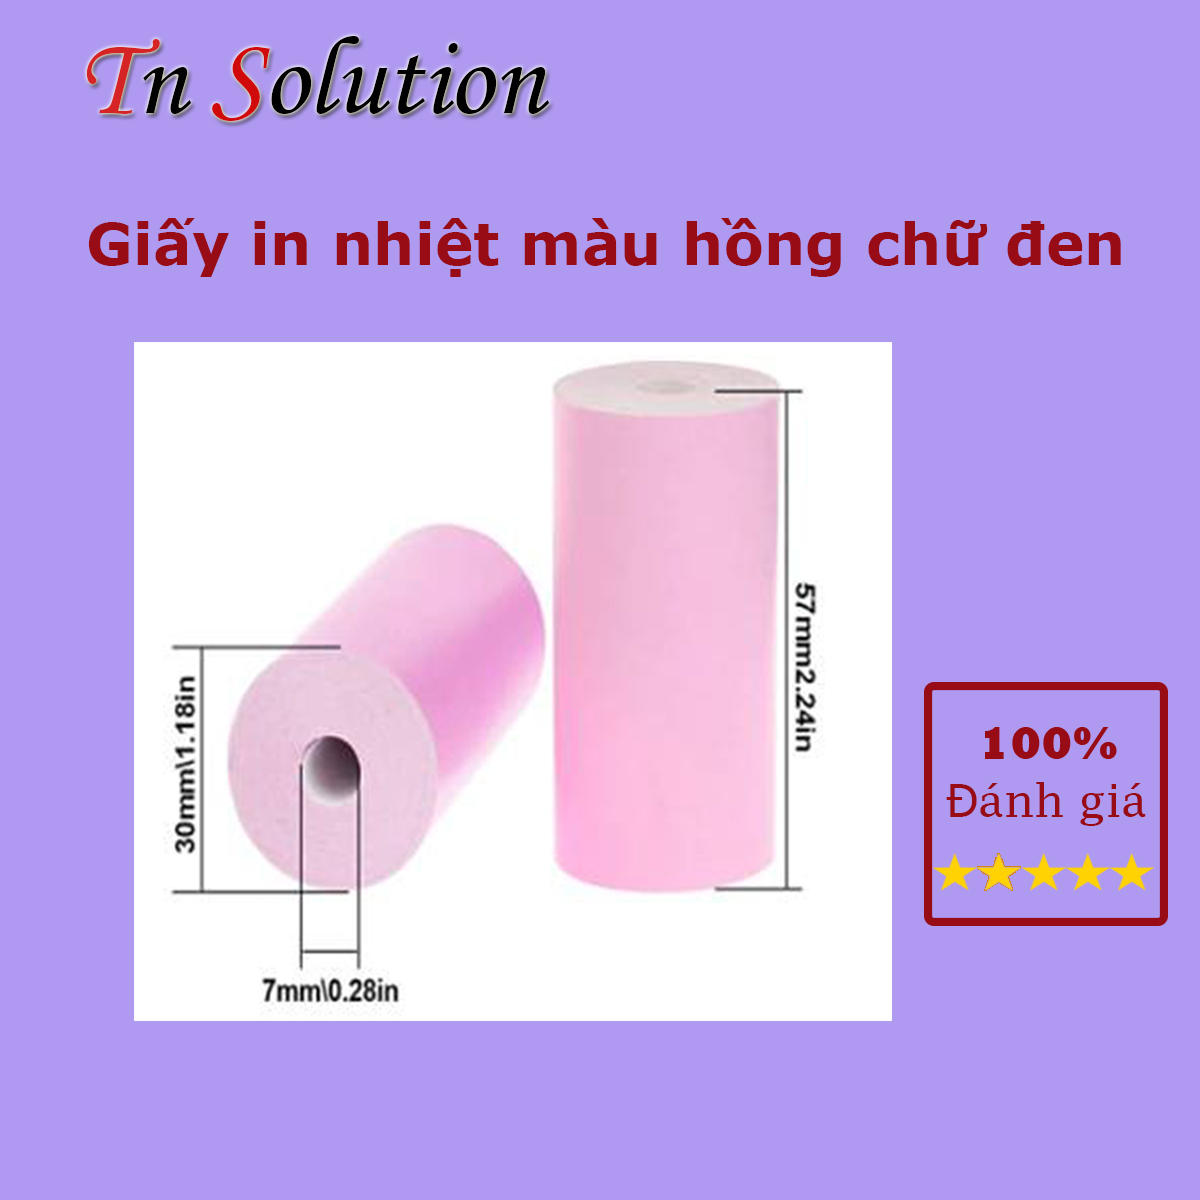 Tn Solution
Giấy in nhiệt màu hồng chữ đen
57mm2.24in
30mm\1.18in
7mm\0.28in
100%
Đánh giá